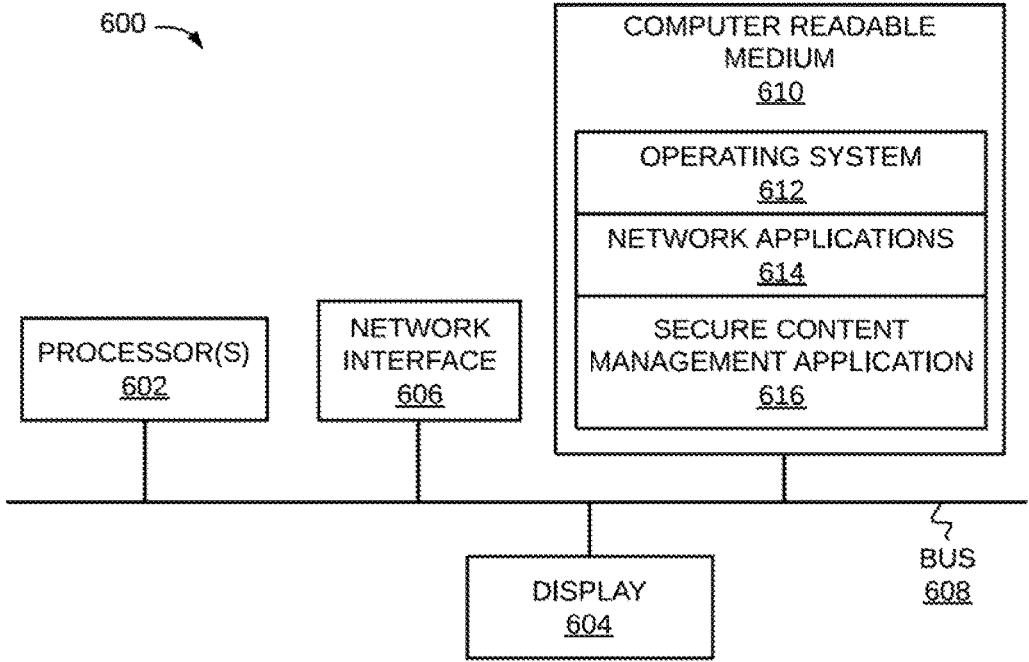 600
COMPUTER READABLE
MEDIUM
610
OPERATING SYSTEM
612
NETWORK APPLICATIONS
614
SECURE CONTENT
MANAGEMENT APPLICATION
616
PROCESSOR(S)
602
NETWORK
INTERFACE
606
BUS
608
DISPLAY
604